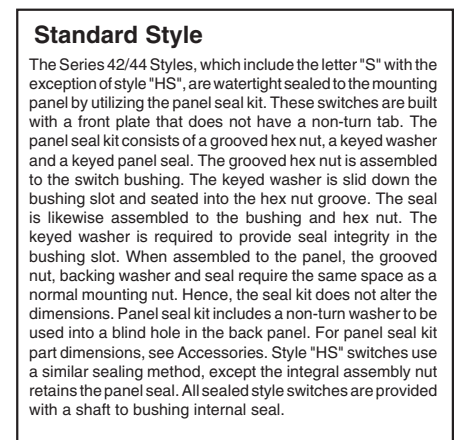 Standard Style
The Series 42/44 Styles, which include the letter "S" with the
exception of style "HS", are watertight sealed to the mounting
panel by utilizing the panel seal kit. These switches are built
with a front plate that does not have a non-turn tab. The
panel seal kit consists of a grooved hex nut, a keyed washer
and a keyed panel seal. The grooved hex nut is assembled
to the switch bushing. The keyed washer is slid down the
bushing slot and seated into the hex nut groove. The seal
is likewise assembled to the bushing and hex nut. The
keyed washer is required to provide seal integrity in the
bushing slot. When assembled to the panel, the grooved
nut, backing washer and seal require the same space as a
normal mounting nut. Hence, the seal kit does not alter the
dimensions. Panel seal kit includes a non-turn washer to be
used into a blind hole in the back panel. For panel seal kit
part dimensions, see Accessories. Style "HS" switches use
a similar sealing method, except the integral assembly nut
retains the panel seal. All sealed style switches are provided
with a shaft to bushing internal seal.